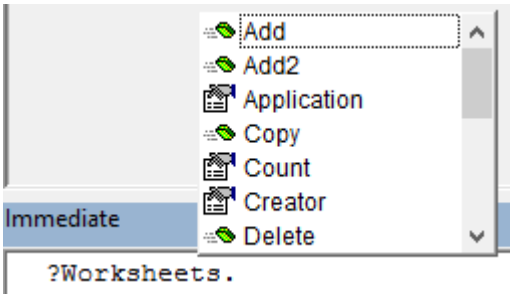 Add
Add2
Application
Copy
Count
Creator
Delete
Immediate
?Worksheets.